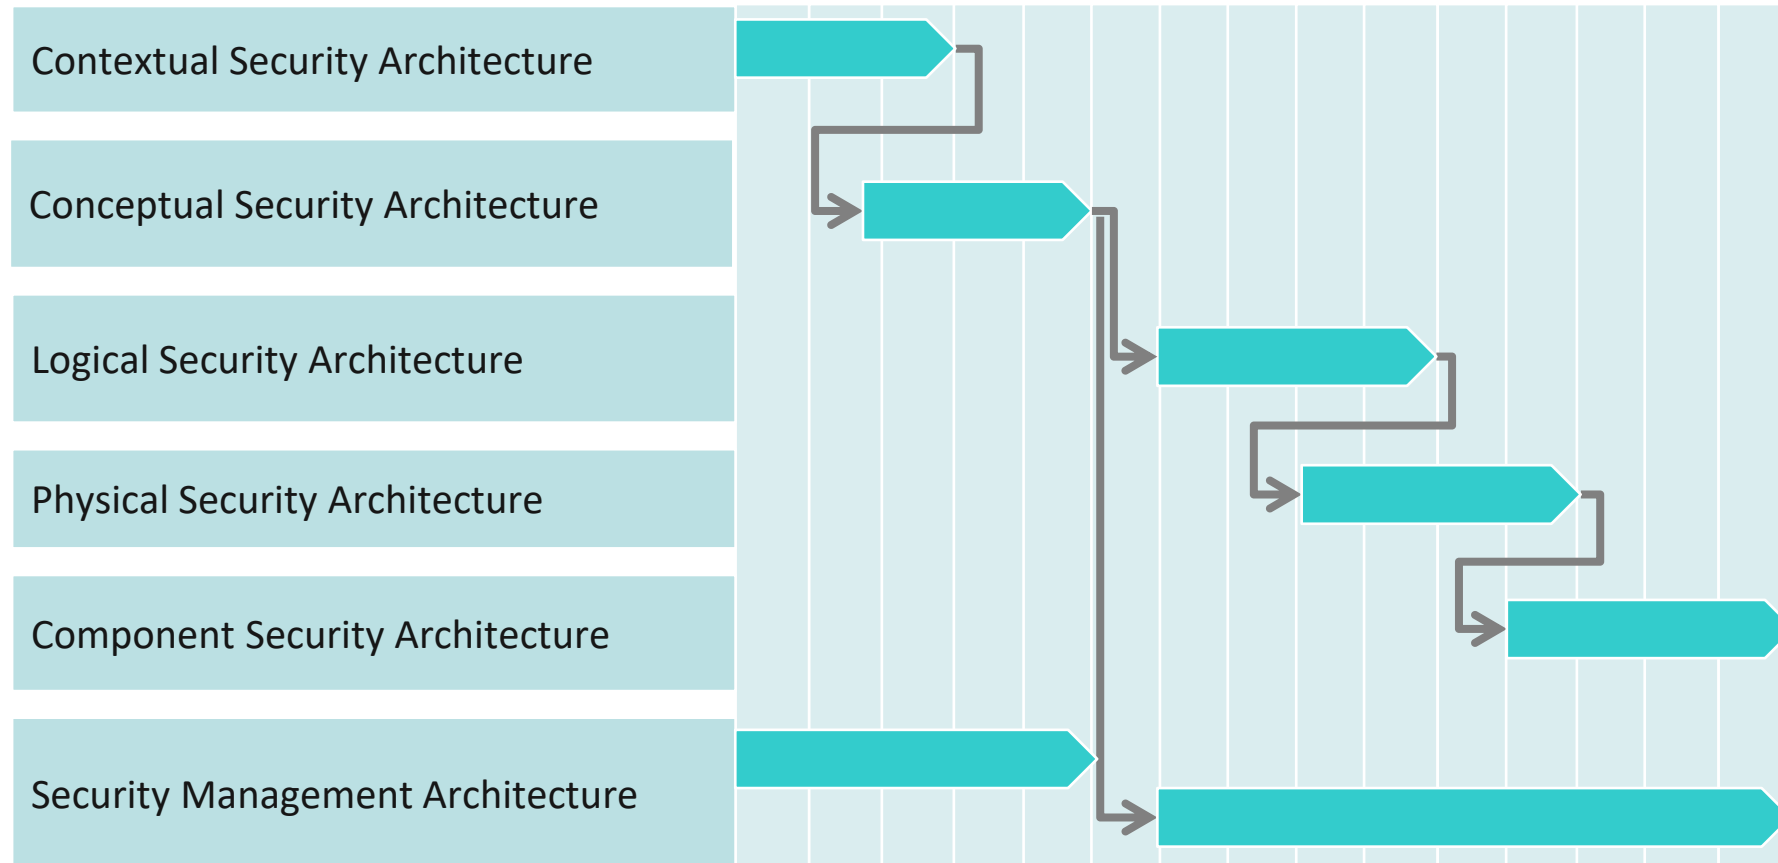 Contextual Security Architecture
Conceptual Security Architecture
Logical Security Architecture
Physical Security Architecture
Component Security Architecture
Security Management Architecture